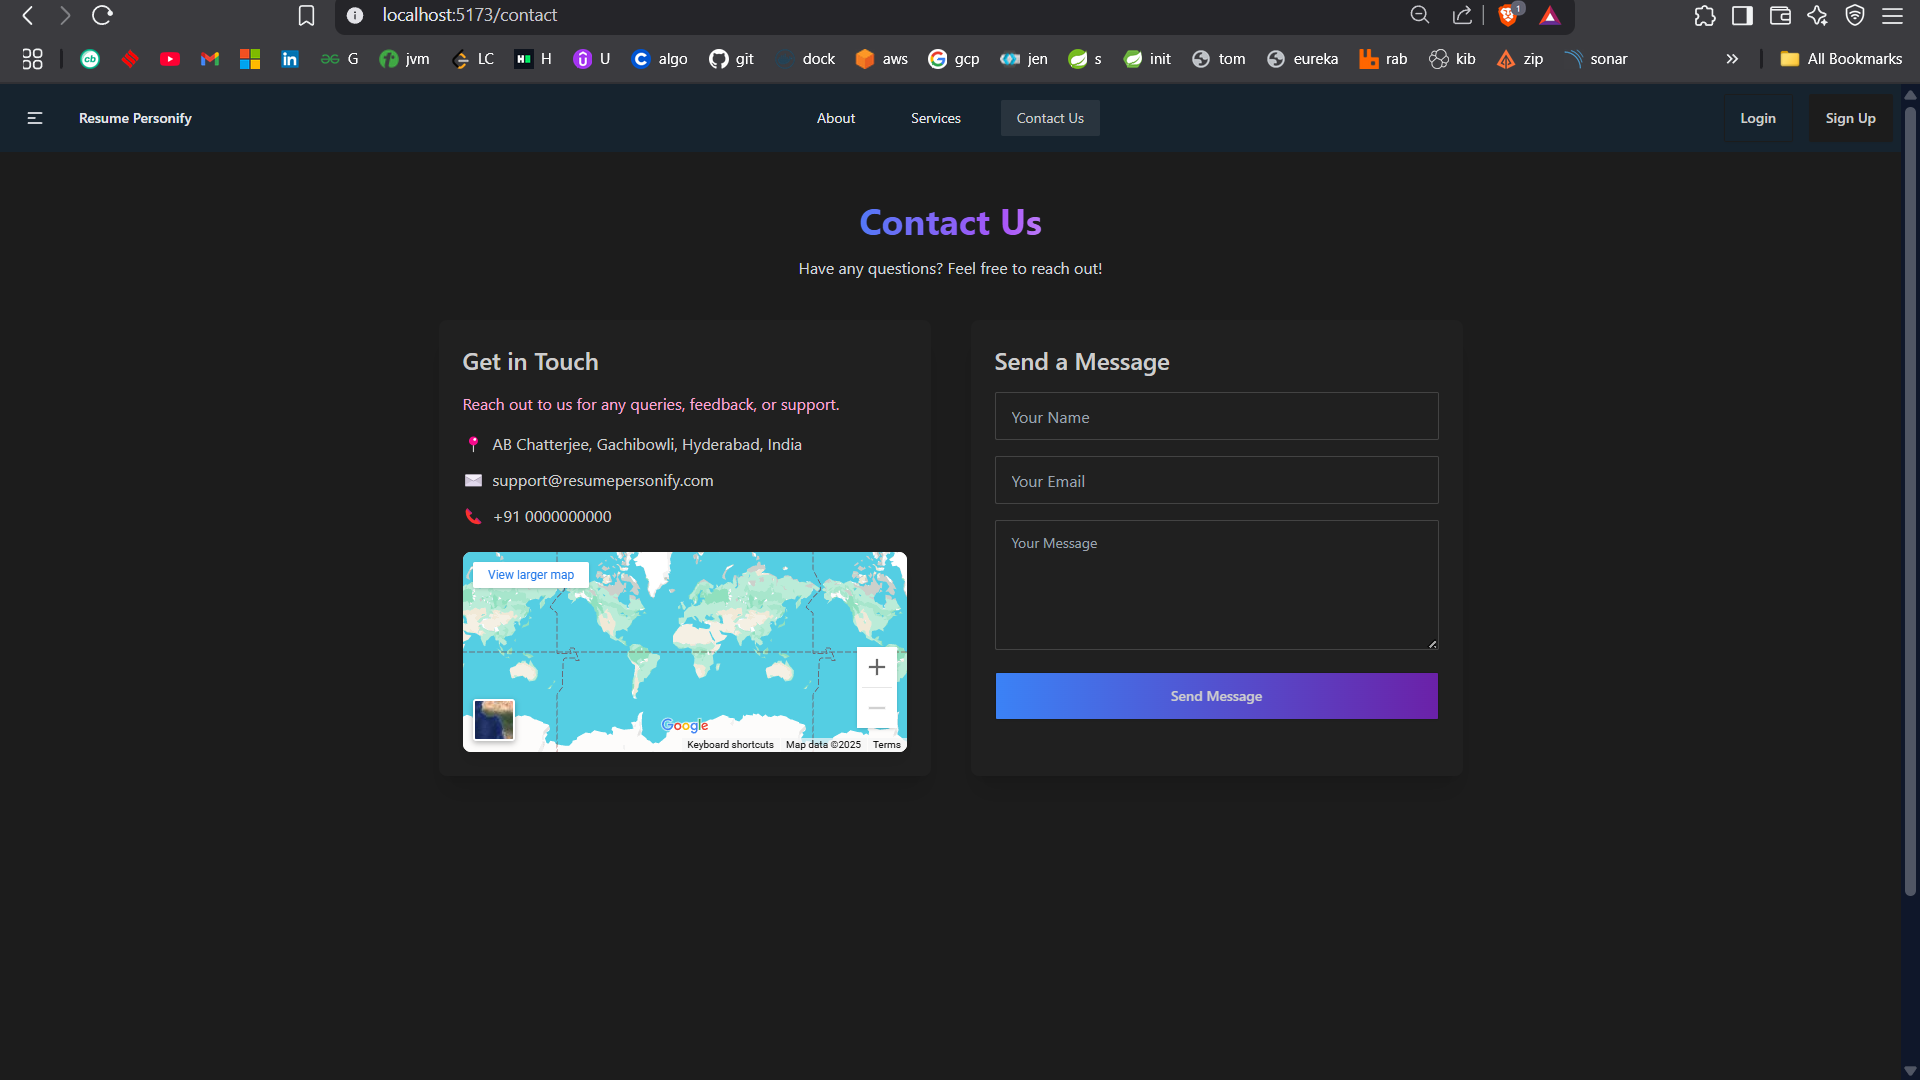 localhost:5173/contact
1
cb G jvm LC H U algo git dock aws gcp jen s init tom eureka rab kib zip sonar » All Bookmarks
Resume Personify About Services Contact Us Login Sign Up
Contact Us
Have any questions? Feel free to reach out!
Get in Touch
Reach out to us for any queries, feedback, or support.
AB Chatterjee, Gachibowli, Hyderabad, India
support@resumepersonify.com
+91 0000000000
View larger map
Google
Keyboard shortcuts Map data ©2025 Terms
Send a Message
Your Name
Your Email
Your Message
Send Message